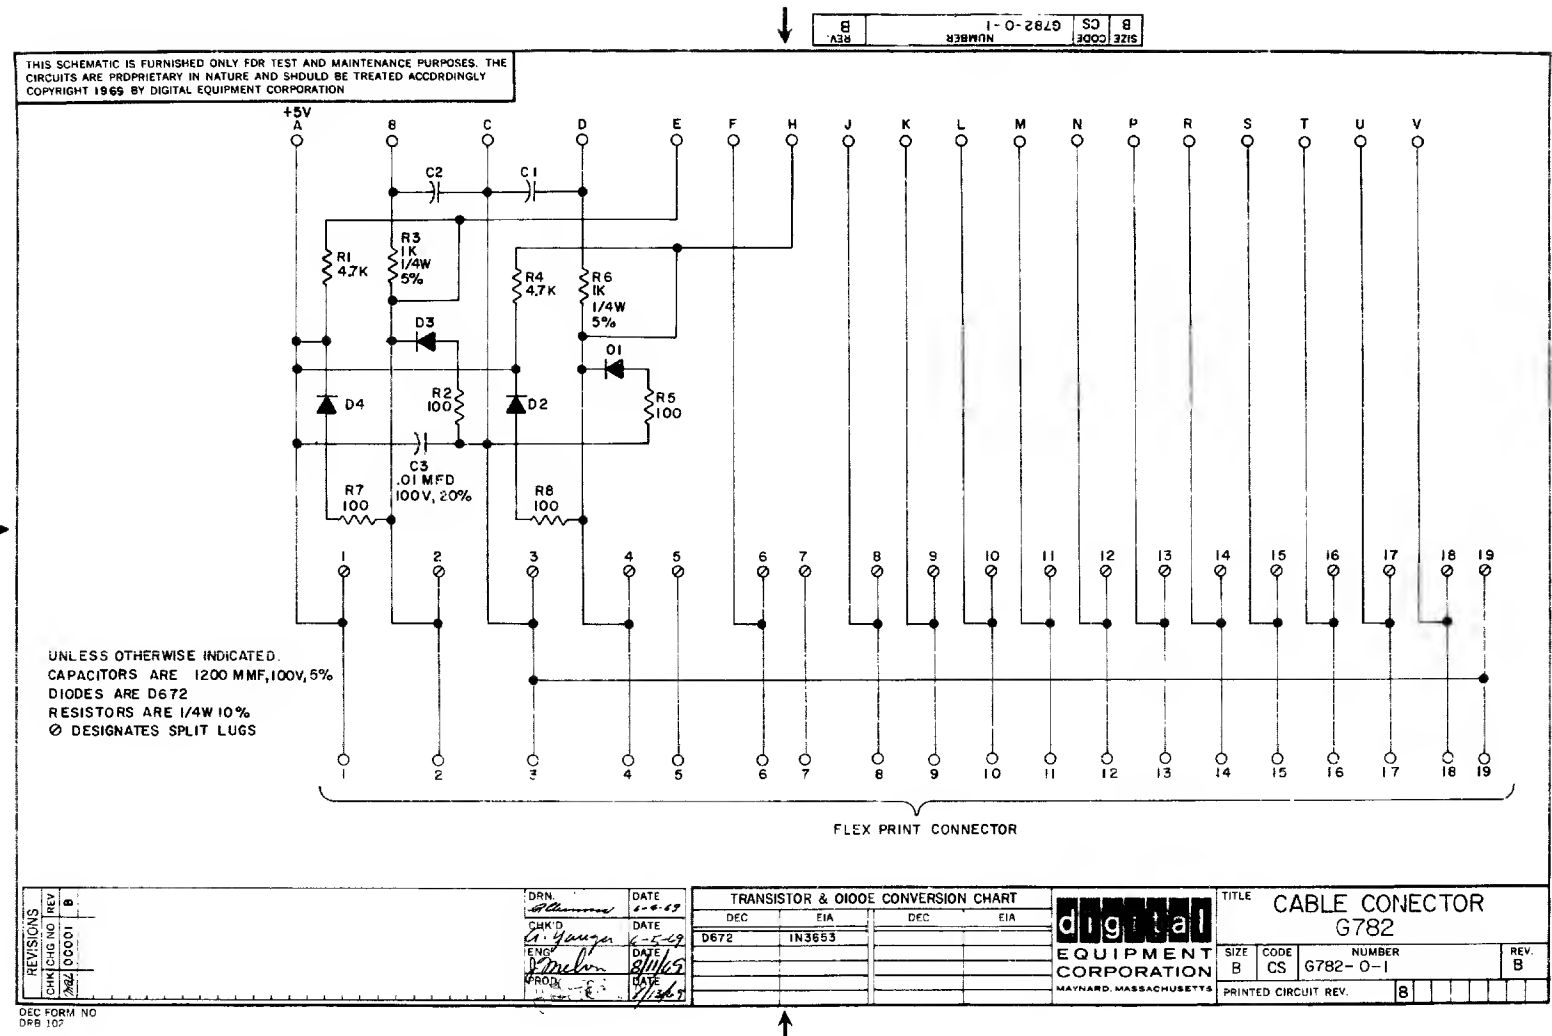 SIZE CODE NUMBER REV.
B CS G782-0-1 B
THIS SCHEMATIC IS FURNISHED ONLY FOR TEST AND MAINTENANCE PURPOSES. THE
CIRCUITS ARE PROPRIETARY IN NATURE AND SHOULD BE TREATED ACCORDINGLY
COPYRIGHT 1969 BY DIGITAL EQUIPMENT CORPORATION
+5V
A B C D E F H J K L M N P R S T U V
C2 C1
R1
4.7K
R3
1K
1/4W
5%
R4
4.7K
R6
1K
1/4W
5%
D3
D1
D4
R2
100
D2
R5
100
C3
.01 MFD
100V, 20%
R7
100
R8
100
1 2 3 4 5 6 7 8 9 10 11 12 13 14 15 16 17 18 19
UNLESS OTHERWISE INDICATED.
CAPACITORS ARE 1200 MMF, 100V, 5%
DIODES ARE D672
RESISTORS ARE 1/4W 10%
⊘ DESIGNATES SPLIT LUGS
1 2 3 4 5 6 7 8 9 10 11 12 13 14 15 16 17 18 19
FLEX PRINT CONNECTOR
REVISIONS
CHK CHG NO REV
00001 B
DRN. DATE
6-4-69
CHK'D DATE
6-5-69
ENG DATE
8/11/69
PROD. DATE
TRANSISTOR & DIODE CONVERSION CHART
DEC EIA DEC EIA
D672 1N3653
digital
EQUIPMENT
CORPORATION
MAYNARD, MASSACHUSETTS
TITLE
CABLE CONECTOR
G782
SIZE CODE NUMBER REV.
B CS G782-0-1 B
PRINTED CIRCUIT REV. B
DEC FORM NO
DRB 102